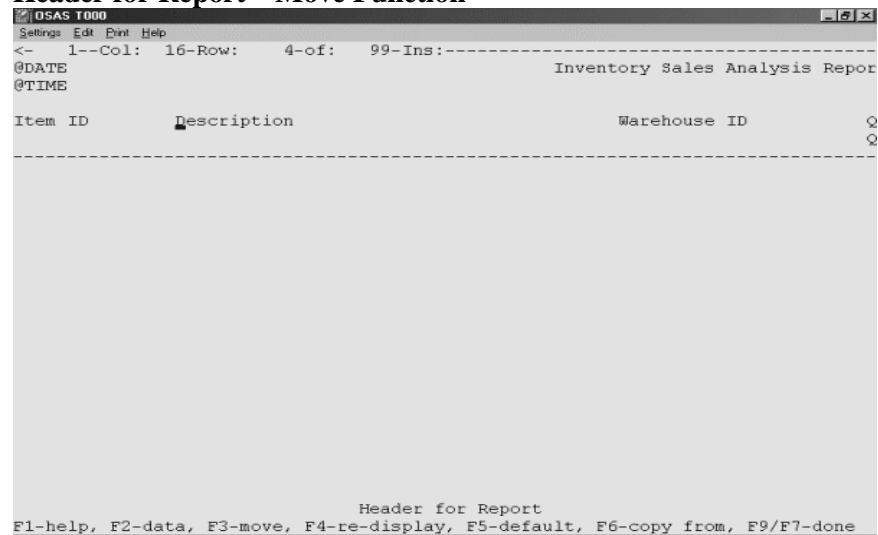 Header for Report – Move Function
OSAS T000
Settings Edit Print Help
<- 1--Col: 16-Row: 4-of: 99-Ins:----------------------------------------
@DATE Inventory Sales Analysis Repor
@TIME
Item ID Description Warehouse ID Q
Q
------------------------------------------------------------------------------------------------
Header for Report
F1-help, F2-data, F3-move, F4-re-display, F5-default, F6-copy from, F9/F7-done